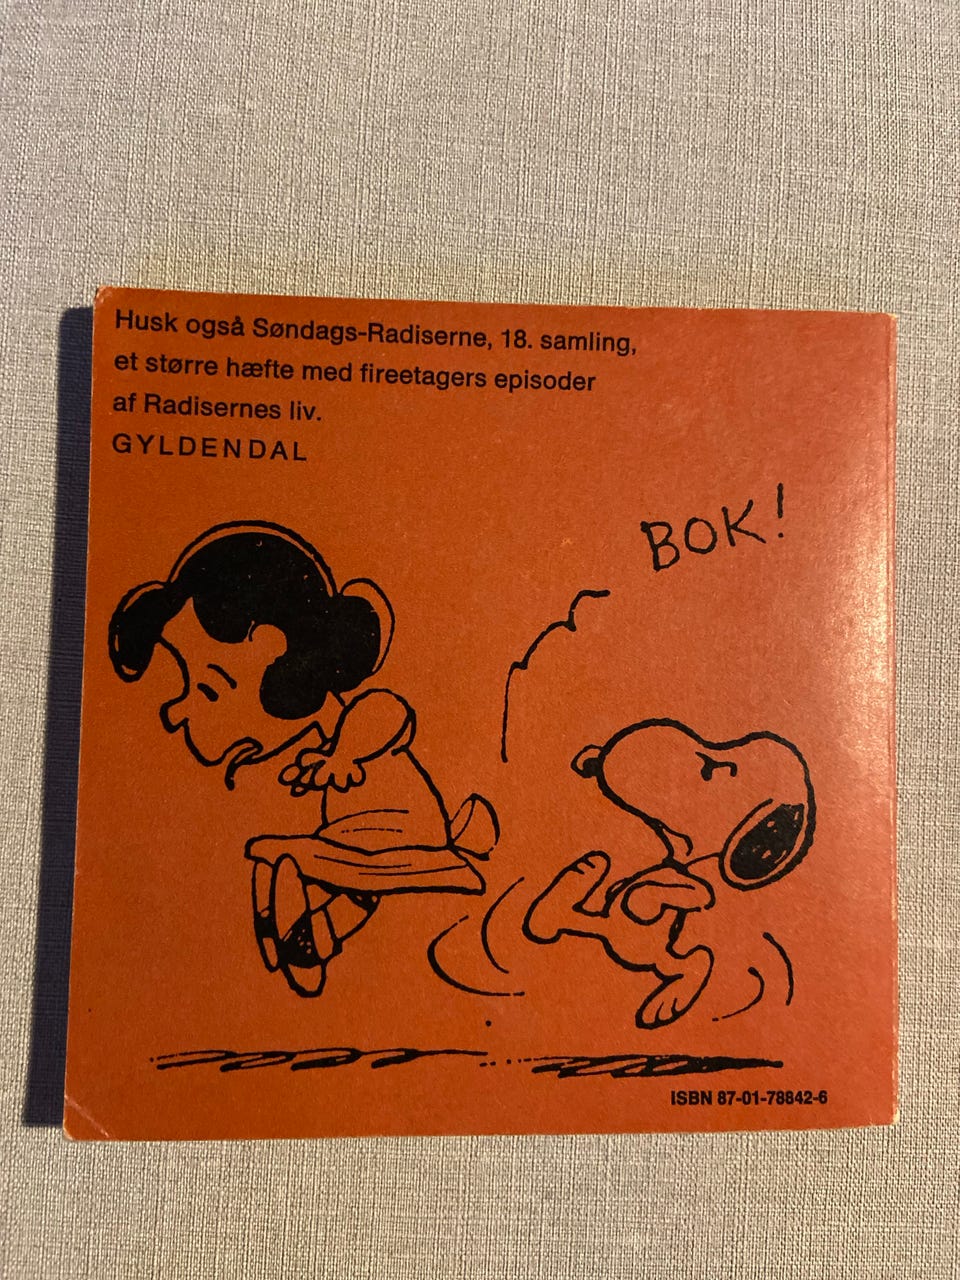 Husk også Søndags-Radiserne, 18. samling,
et større hæfte med fireetagers episoder
af Radisernes liv.
GYLDENDAL
BOK!
ISBN 87-01-78842-6